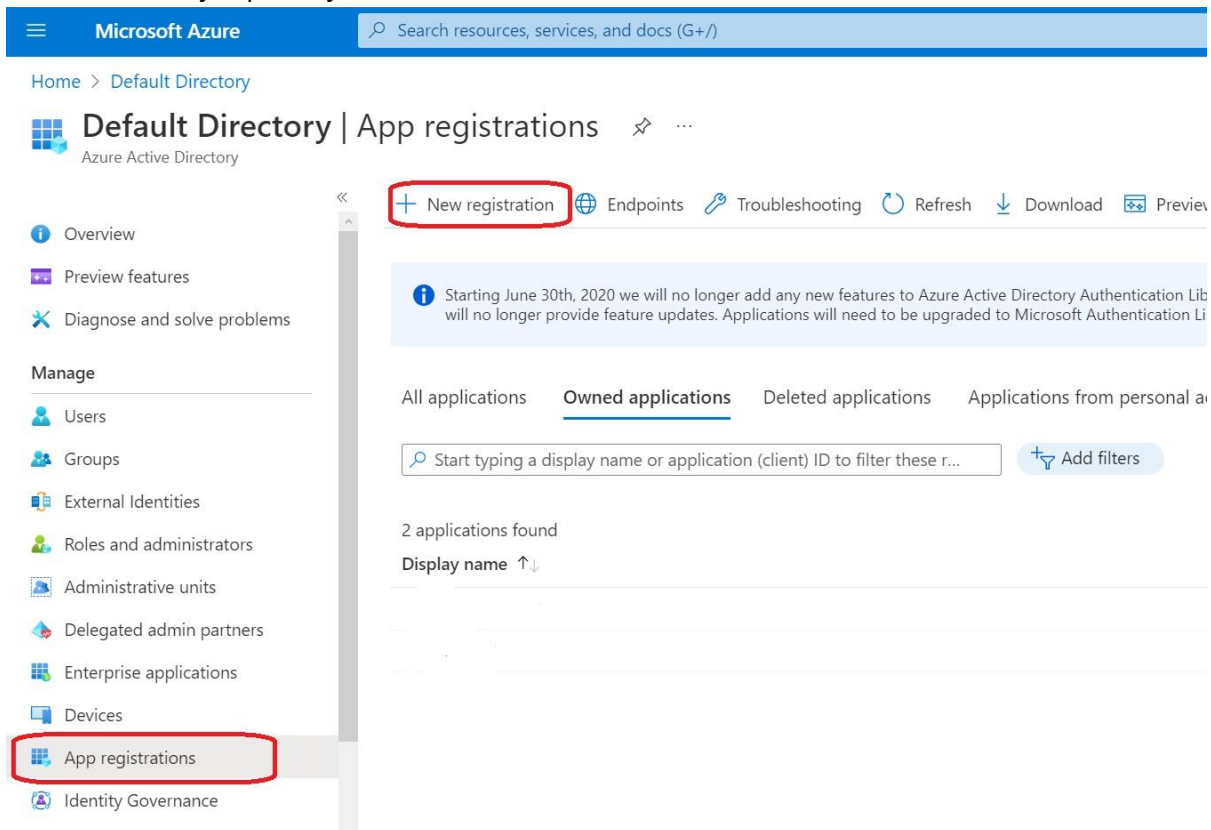 Microsoft Azure
Search resources, services, and docs (G+/)
Home > Default Directory
Default Directory | App registrations
Azure Active Directory
+ New registration Endpoints Troubleshooting Refresh Download Preview
Overview
Preview features
Diagnose and solve problems
Starting June 30th, 2020 we will no longer add any new features to Azure Active Directory Authentication Lib
will no longer provide feature updates. Applications will need to be upgraded to Microsoft Authentication Li
Manage
All applications Owned applications Deleted applications Applications from personal a
Users
Start typing a display name or application (client) ID to filter these r... Add filters
Groups
External Identities
2 applications found
Roles and administrators
Display name ↑↓
Administrative units
Delegated admin partners
Enterprise applications
Devices
App registrations
Identity Governance